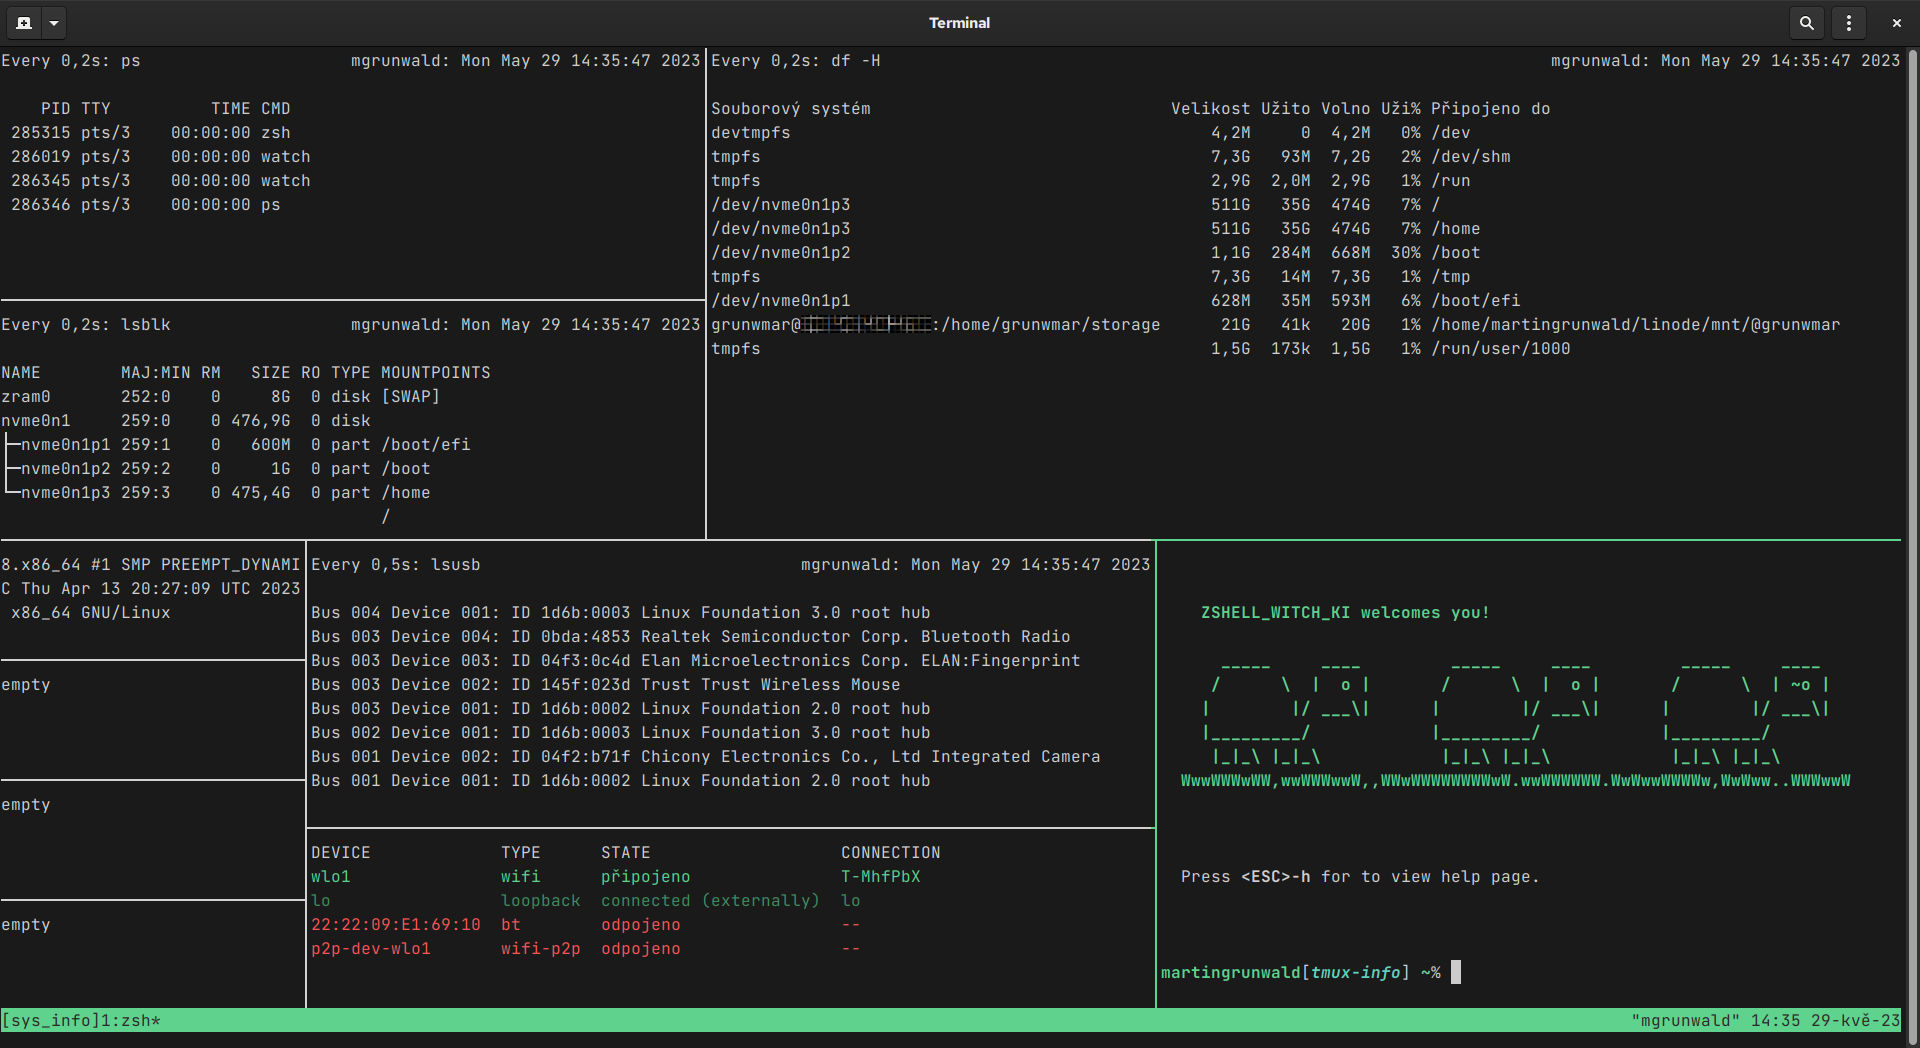 Terminal
Every 0,2s: ps mgrunwald: Mon May 29 14:35:47 2023
PID TTY TIME CMD
285315 pts/3 00:00:00 zsh
286019 pts/3 00:00:00 watch
286345 pts/3 00:00:00 watch
286346 pts/3 00:00:00 ps
Every 0,2s: lsblk mgrunwald: Mon May 29 14:35:47 2023
NAME MAJ:MIN RM SIZE RO TYPE MOUNTPOINTS
zram0 252:0 0 8G 0 disk [SWAP]
nvme0n1 259:0 0 476,9G 0 disk
├─nvme0n1p1 259:1 0 600M 0 part /boot/efi
├─nvme0n1p2 259:2 0 1G 0 part /boot
└─nvme0n1p3 259:3 0 475,4G 0 part /home
/
Every 0,2s: df -H mgrunwald: Mon May 29 14:35:47 2023
Souborový systém Velikost Užito Volno Uži% Připojeno do
devtmpfs 4,2M 0 4,2M 0% /dev
tmpfs 7,3G 93M 7,2G 2% /dev/shm
tmpfs 2,9G 2,0M 2,9G 1% /run
/dev/nvme0n1p3 511G 35G 474G 7% /
/dev/nvme0n1p3 511G 35G 474G 7% /home
/dev/nvme0n1p2 1,1G 284M 668M 30% /boot
tmpfs 7,3G 14M 7,3G 1% /tmp
/dev/nvme0n1p1 628M 35M 593M 6% /boot/efi
grunwmar@ :/home/grunwmar/storage 21G 41k 20G 1% /home/martingrunwald/linode/mnt/@grunwmar
tmpfs 1,5G 173k 1,5G 1% /run/user/1000
8.x86_64 #1 SMP PREEMPT_DYNAMI
C Thu Apr 13 20:27:09 UTC 2023
x86_64 GNU/Linux
empty
empty
empty
Every 0,5s: lsusb mgrunwald: Mon May 29 14:35:47 2023
Bus 004 Device 001: ID 1d6b:0003 Linux Foundation 3.0 root hub
Bus 003 Device 004: ID 0bda:4853 Realtek Semiconductor Corp. Bluetooth Radio
Bus 003 Device 003: ID 04f3:0c4d Elan Microelectronics Corp. ELAN:Fingerprint
Bus 003 Device 002: ID 145f:023d Trust Trust Wireless Mouse
Bus 003 Device 001: ID 1d6b:0002 Linux Foundation 2.0 root hub
Bus 002 Device 001: ID 1d6b:0003 Linux Foundation 3.0 root hub
Bus 001 Device 002: ID 04f2:b71f Chicony Electronics Co., Ltd Integrated Camera
Bus 001 Device 001: ID 1d6b:0002 Linux Foundation 2.0 root hub
DEVICE TYPE STATE CONNECTION
wlo1 wifi připojeno T-MhfPbX
lo loopback connected (externally) lo
22:22:09:E1:69:10 bt odpojeno --
p2p-dev-wlo1 wifi-p2p odpojeno --
ZSHELL_WITCH_KI welcomes you!
_____ ____ _____ ____ _____ ____
/ \ | o | / \ | o | / \ | ~o |
| |/ ___\| | |/ ___\| | |/ ___\|
|_________/ |_________/ |_________/
|_|_\ |_|_\ |_|_\ |_|_\ |_|_\ |_|_\
WwwWWWwWW,wwWWWwwW,,WWwWWWWWWWWwW.wwWWWWWW.WwWwwWWWWw,WwWww..WWWwwW
Press <ESC>-h for to view help page.
martingrunwald[tmux-info] ~%
[sys_info]1:zsh* "mgrunwald" 14:35 29-kvě-23